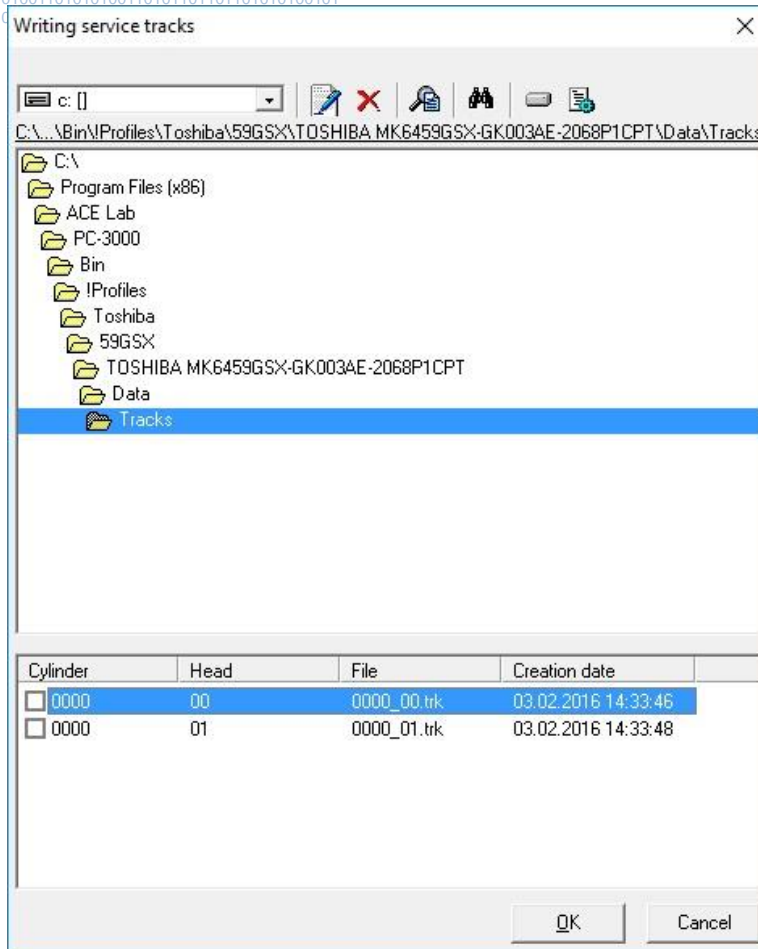 Writing service tracks
c: []
C:\...\Bin\!Profiles\Toshiba\59GSX\TOSHIBA MK6459GSX-GK003AE-2068P1CPT\Data\Tracks
C:\
Program Files (x86)
ACE Lab
PC-3000
Bin
!Profiles
Toshiba
59GSX
TOSHIBA MK6459GSX-GK003AE-2068P1CPT
Data
Tracks
Cylinder Head File Creation date
0000 00 0000_00.trk 03.02.2016 14:33:46
0000 01 0000_01.trk 03.02.2016 14:33:48
OK Cancel